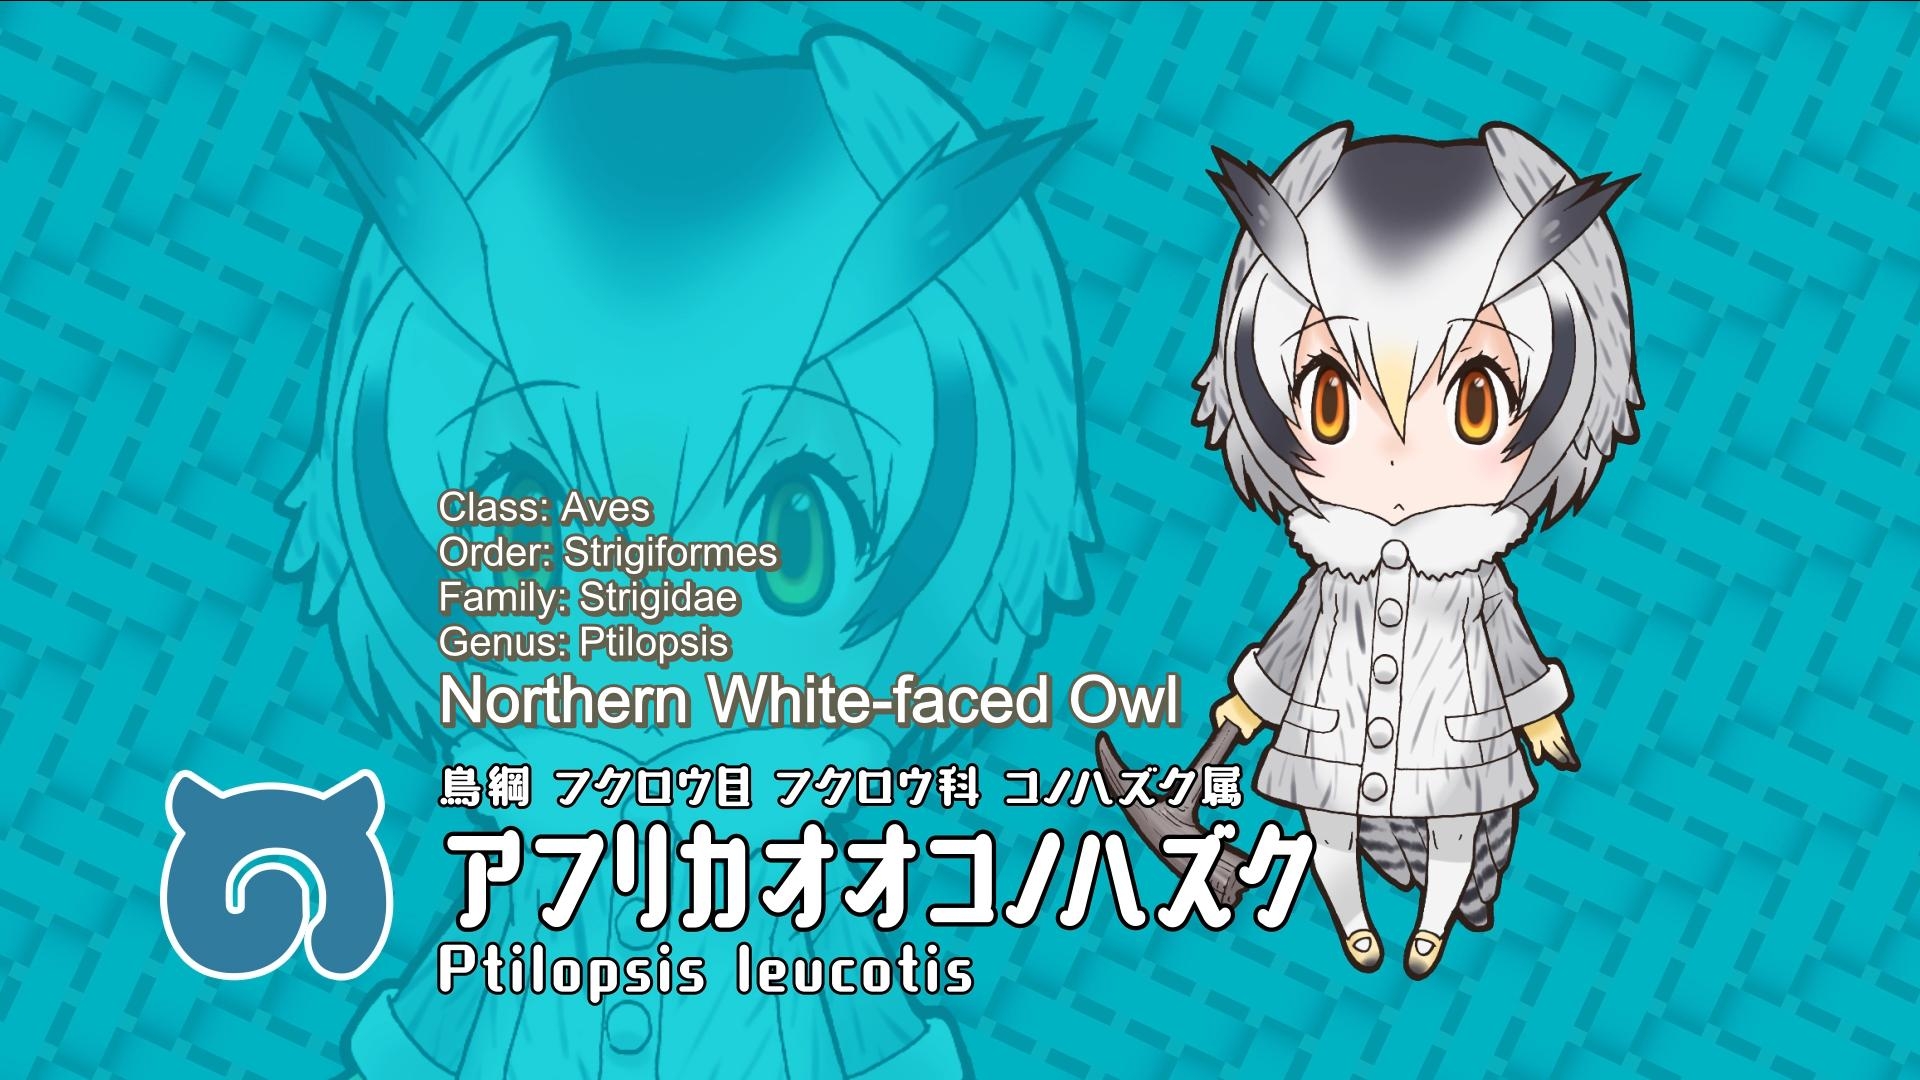 Class: Aves
Order: Strigiformes
Family: Strigidae
Genus: Ptilopsis
Northern White-faced Owl
鳥綱 フクロウ目 フクロウ科 コノハズク属
アフリカオオコノハズク
Ptilopsis leucotis